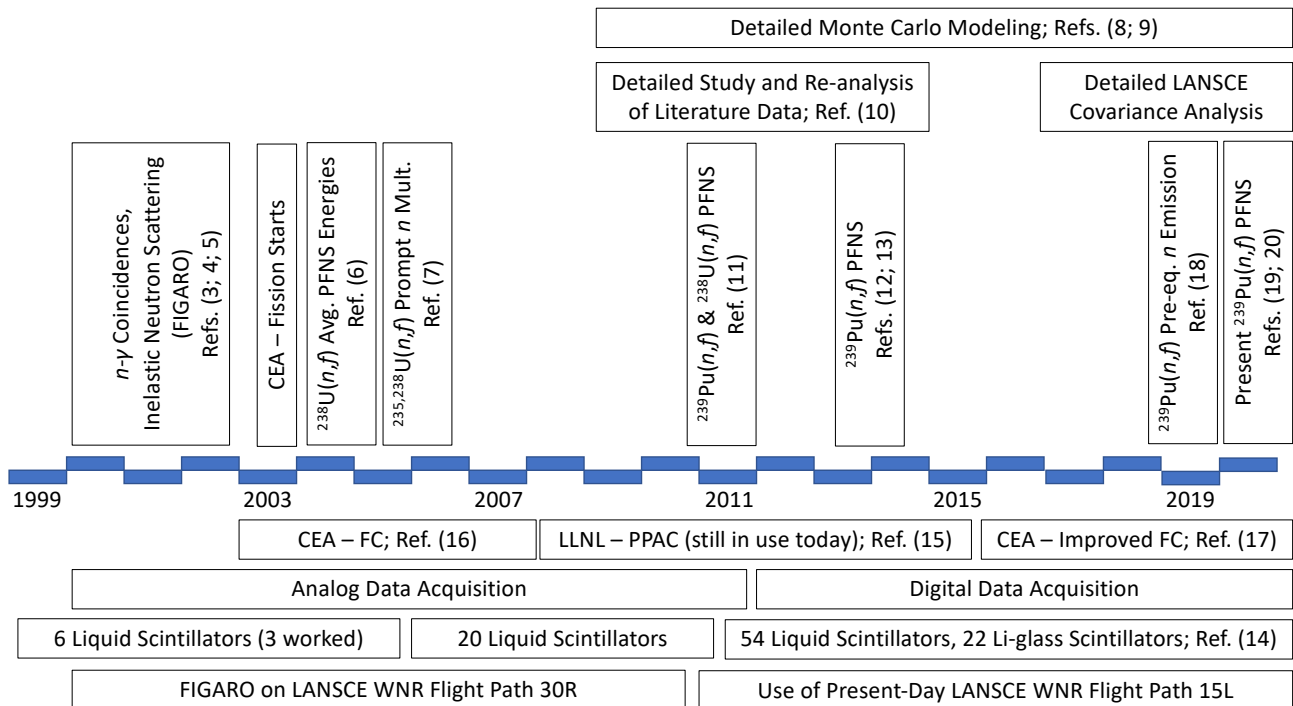 Detailed Monte Carlo Modeling; Refs. (8; 9)
Detailed Study and Re-analysis
of Literature Data; Ref. (10)
Detailed LANSCE
Covariance Analysis
n-γ Coincidences,
Inelastic Neutron Scattering
(FIGARO)
Refs. (3; 4; 5)
CEA – Fission Starts
²³⁸U(n,f) Avg. PFNS Energies
Ref. (6)
²³⁵,²³⁸U(n,f) Prompt n Mult.
Ref. (7)
²³⁹Pu(n,f) & ²³⁸U(n,f) PFNS
Ref. (11)
²³⁹Pu(n,f) PFNS
Refs. (12; 13)
²³⁹Pu(n,f) Pre-eq. n Emission
Ref. (18)
Present ²³⁹Pu(n,f) PFNS
Refs. (19; 20)
1999 2003 2007 2011 2015 2019
CEA – FC; Ref. (16)
LLNL – PPAC (still in use today); Ref. (15)
CEA – Improved FC; Ref. (17)
Analog Data Acquisition
Digital Data Acquisition
6 Liquid Scintillators (3 worked)
20 Liquid Scintillators
54 Liquid Scintillators, 22 Li-glass Scintillators; Ref. (14)
FIGARO on LANSCE WNR Flight Path 30R
Use of Present-Day LANSCE WNR Flight Path 15L